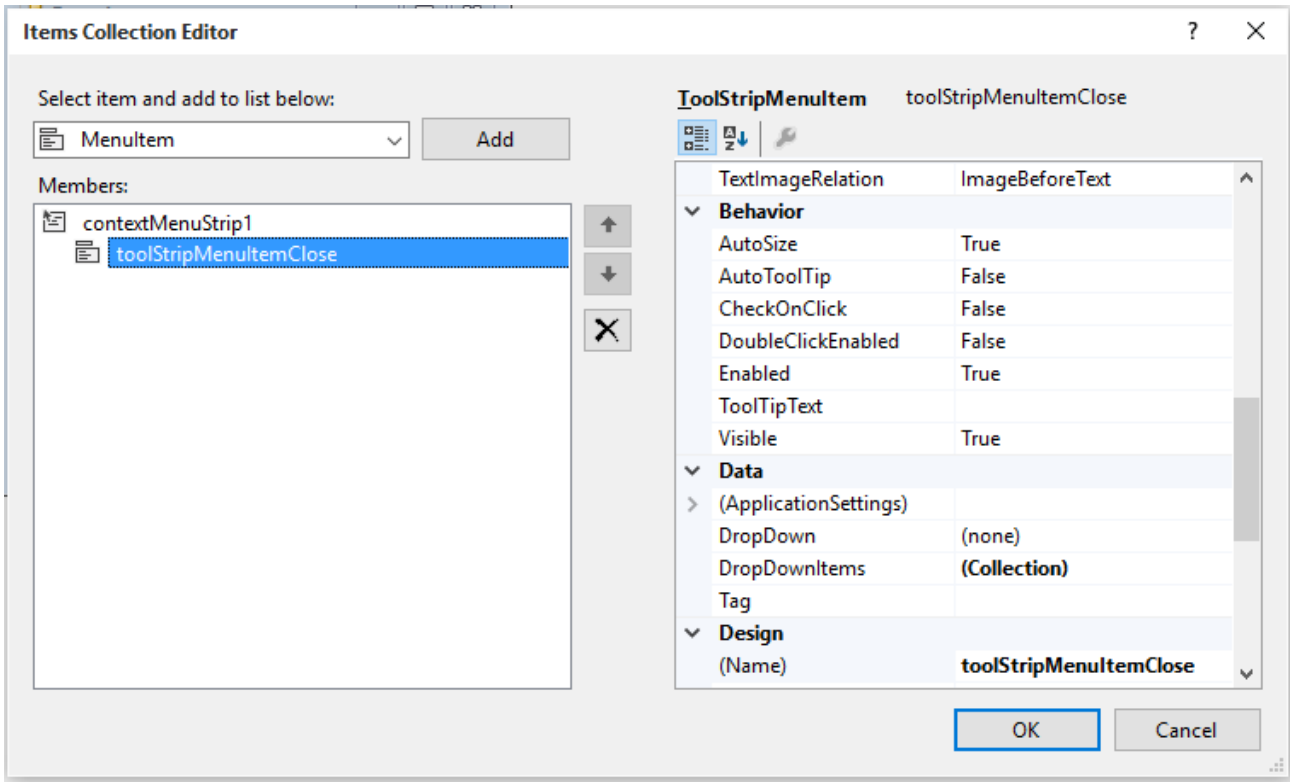 Items Collection Editor
?
Select item and add to list below:
MenuItem
Add
Members:
contextMenuStrip1
toolStripMenuItemClose
ToolStripMenuItem toolStripMenuItemClose
TextImageRelation ImageBeforeText
Behavior
AutoSize True
AutoToolTip False
CheckOnClick False
DoubleClickEnabled False
Enabled True
ToolTipText
Visible True
Data
(ApplicationSettings)
DropDown (none)
DropDownItems (Collection)
Tag
Design
(Name) toolStripMenuItemClose
OK Cancel